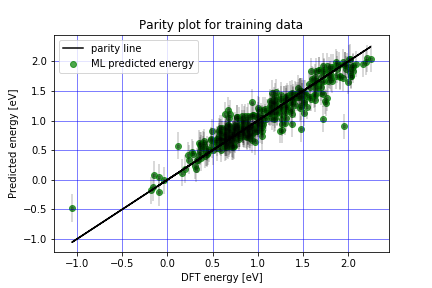 Parity plot for training data
parity line
ML predicted energy
Predicted energy [eV]
2.0
1.5
1.0
0.5
0.0
−0.5
−1.0
−1.0 −0.5 0.0 0.5 1.0 1.5 2.0
DFT energy [eV]